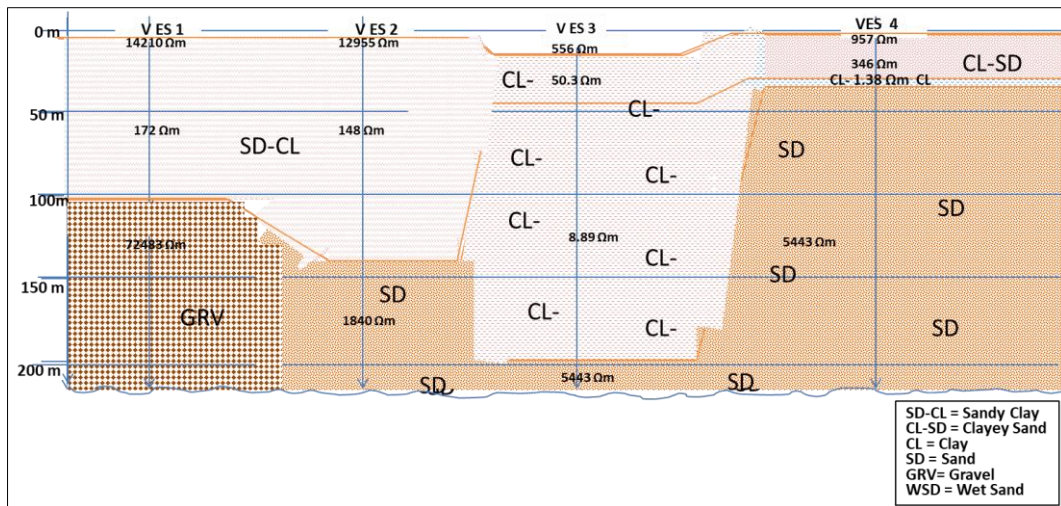 V ES 1 V ES 2 V ES 3 VES 4
0 m
14210 Ωm 12955 Ωm 556 Ωm 957 Ωm
CL- 50.3 Ωm 346 Ωm CL-SD
CL- 1.38 Ωm CL
CL-
50 m
172 Ωm 148 Ωm
SD-CL SD
CL- CL-
100m
CL- SD
72483 Ωm 8.89 Ωm 5443 Ωm
CL- SD
150 m
SD
GRV 1840 Ωm CL- CL- SD
200 m
SD 5443 Ωm SD
SD-CL = Sandy Clay
CL-SD = Clayey Sand
CL = Clay
SD = Sand
GRV= Gravel
WSD = Wet Sand